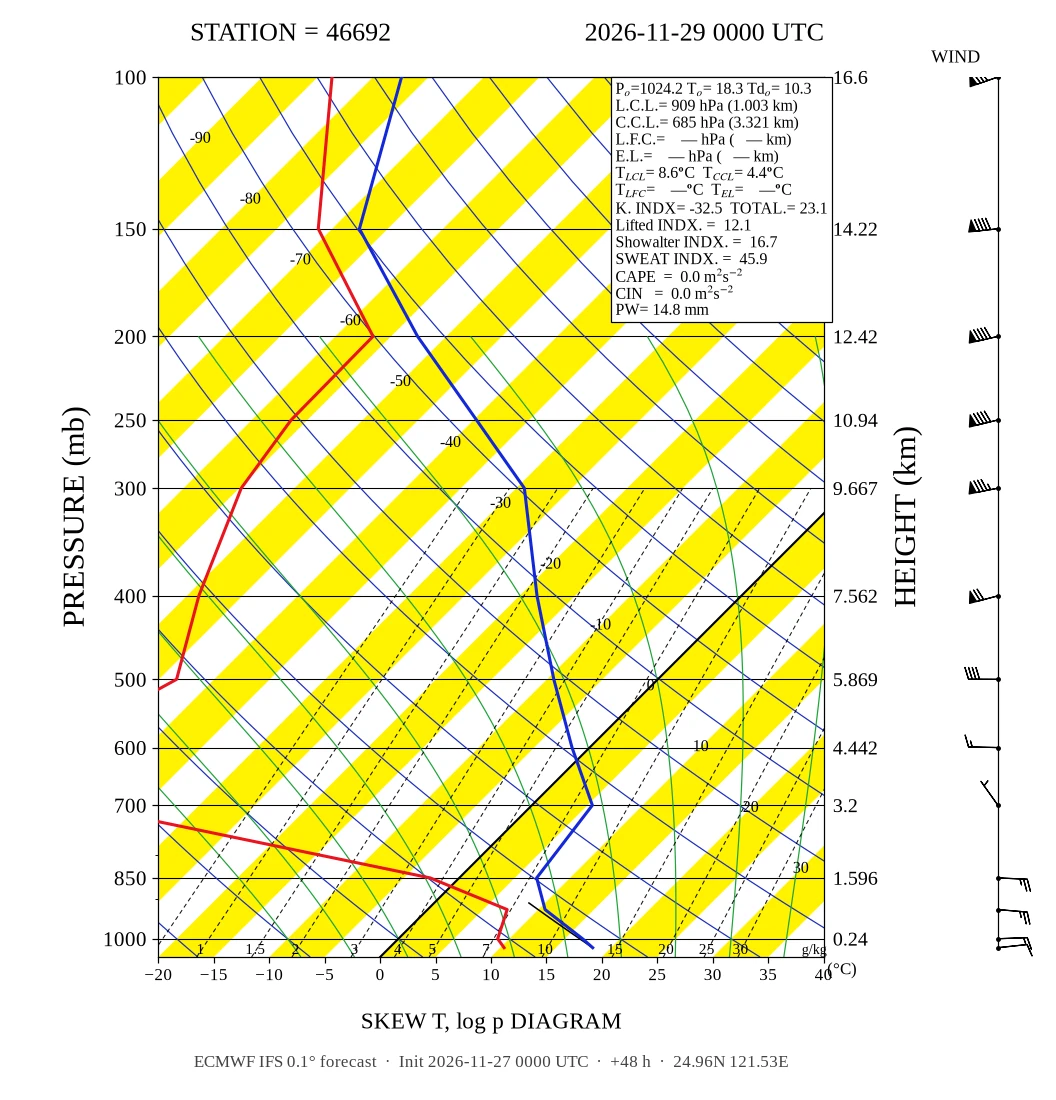 STATION = 46692
2026-11-29 0000 UTC
WIND
Pₒ=1024.2 Tₒ= 18.3 Tdₒ= 10.3
L.C.L.= 909 hPa (1.003 km)
C.C.L.= 685 hPa (3.321 km)
L.F.C.= — hPa ( — km)
E.L.= — hPa ( — km)
T_LCL= 8.6°C T_CCL= 4.4°C
T_LFC= —°C T_EL= —°C
K. INDX= -32.5 TOTAL.= 23.1
Lifted INDX. = 12.1
Showalter INDX. = 16.7
SWEAT INDX. = 45.9
CAPE = 0.0 m²s⁻²
CIN = 0.0 m²s⁻²
PW= 14.8 mm
100
150
200
250
300
400
500
600
700
850
1000
PRESSURE (mb)
-90
-80
-70
-60
-50
-40
-30
-20
-10
0
10
20
30
16.6
14.22
12.42
10.94
9.667
7.562
5.869
4.442
3.2
1.596
0.24
HEIGHT (km)
1 1.5 2 3 4 5 7 10 15 20 25 30 g/kg
−20 −15 −10 −5 0 5 10 15 20 25 30 35 40 (°C)
SKEW T, log p DIAGRAM
ECMWF IFS 0.1° forecast · Init 2026-11-27 0000 UTC · +48 h · 24.96N 121.53E